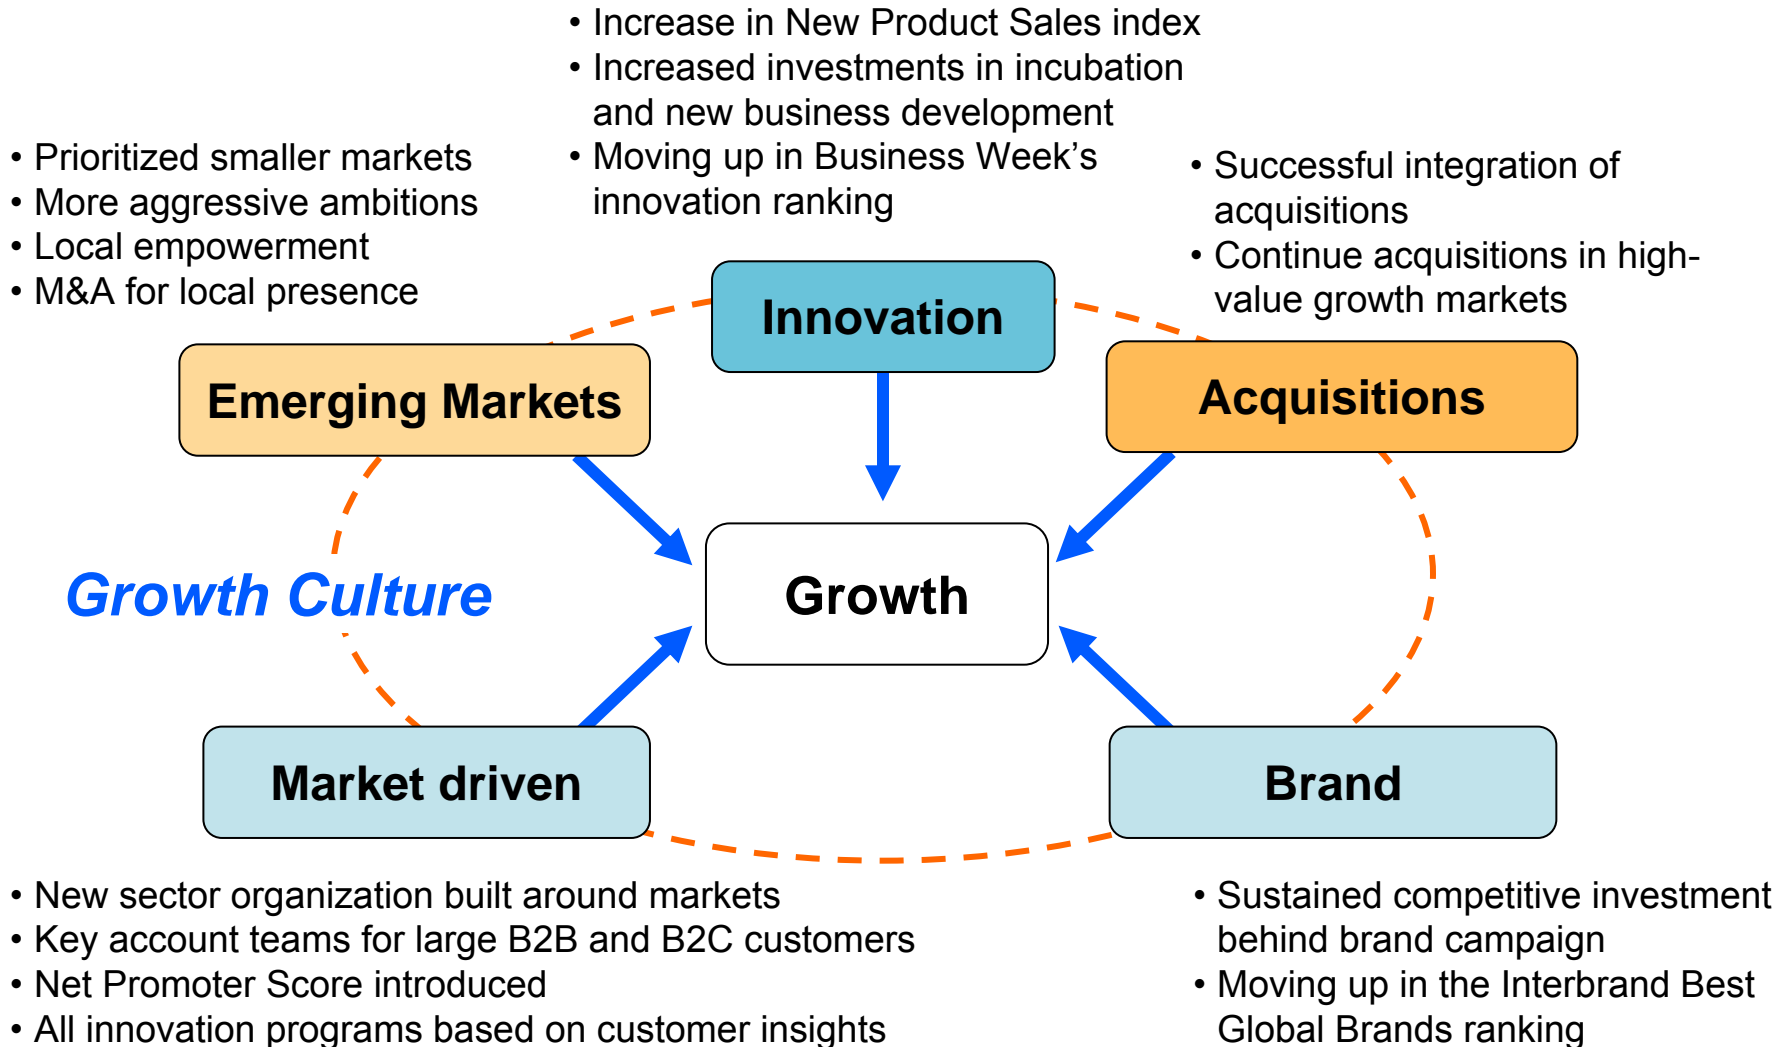 • Increase in New Product Sales index
• Increased investments in incubation
and new business development
• Moving up in Business Week's
innovation ranking
• Prioritized smaller markets
• More aggressive ambitions
• Local empowerment
• M&A for local presence
• Successful integration of
acquisitions
• Continue acquisitions in high-
value growth markets
Innovation
Emerging Markets
Acquisitions
Growth Culture
Growth
Market driven
Brand
• New sector organization built around markets
• Key account teams for large B2B and B2C customers
• Net Promoter Score introduced
• All innovation programs based on customer insights
• Sustained competitive investment
behind brand campaign
• Moving up in the Interbrand Best
Global Brands ranking